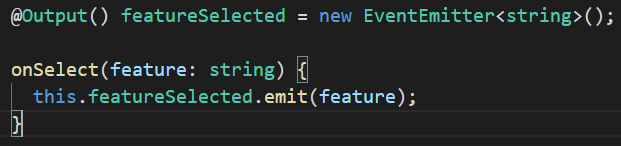 @Output() featureSelected = new EventEmitter<string>();
onSelect(feature: string) {
this.featureSelected.emit(feature);
}